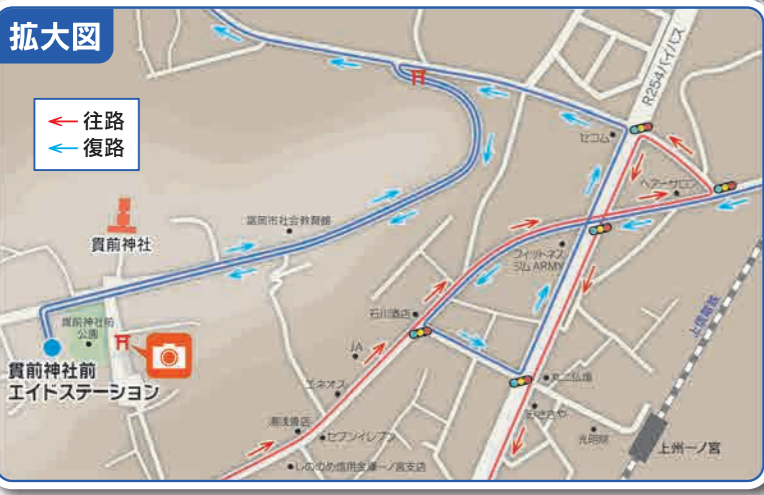 拡大図
往路
復路
R254バイパス
セコム
ヘアーサロン
富岡市社会教育館
貫前神社
フィットネス
ジム ARMY
石川酒店
上信電鉄
貫前神社前
公園
JA
貫前神社前
エイドステーション
エネオス
丸二仏壇
湯浅書店
セブンイレブン
光明院
上州一ノ宮
しののめ信用金庫一ノ宮支店